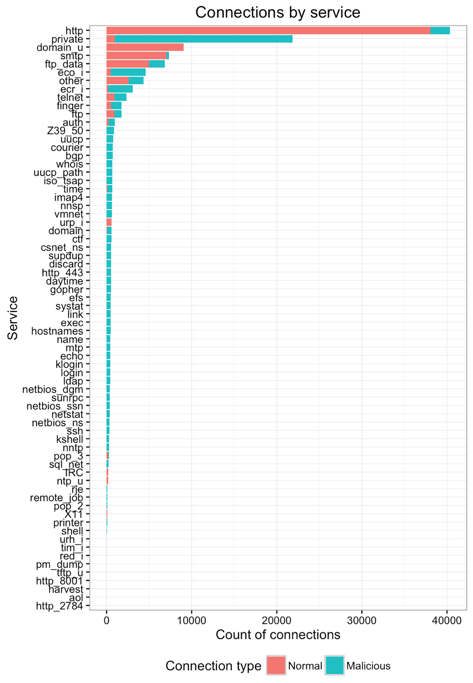 Connections by service
http
private
domain_u
smtp
ftp_data
eco_i
other
ecr_i
telnet
finger
ftp
auth
Z39_50
uucp
courier
bgp
whois
uucp_path
iso_tsap
time
imap4
nnsp
vmnet
urp_i
domain
ctf
csnet_ns
supdup
discard
http_443
daytime
gopher
efs
systat
link
exec
hostnames
name
mtp
echo
klogin
login
ldap
netbios_dgm
sunrpc
netbios_ssn
netstat
netbios_ns
ssh
kshell
nntp
pop_3
sql_net
IRC
ntp_u
rje
remote_job
pop_2
X11
printer
shell
urh_i
tim_i
red_i
pm_dump
tftp_u
http_8001
harvest
aol
http_2784
Service
0 10000 20000 30000 40000
Count of connections
Connection type Normal Malicious